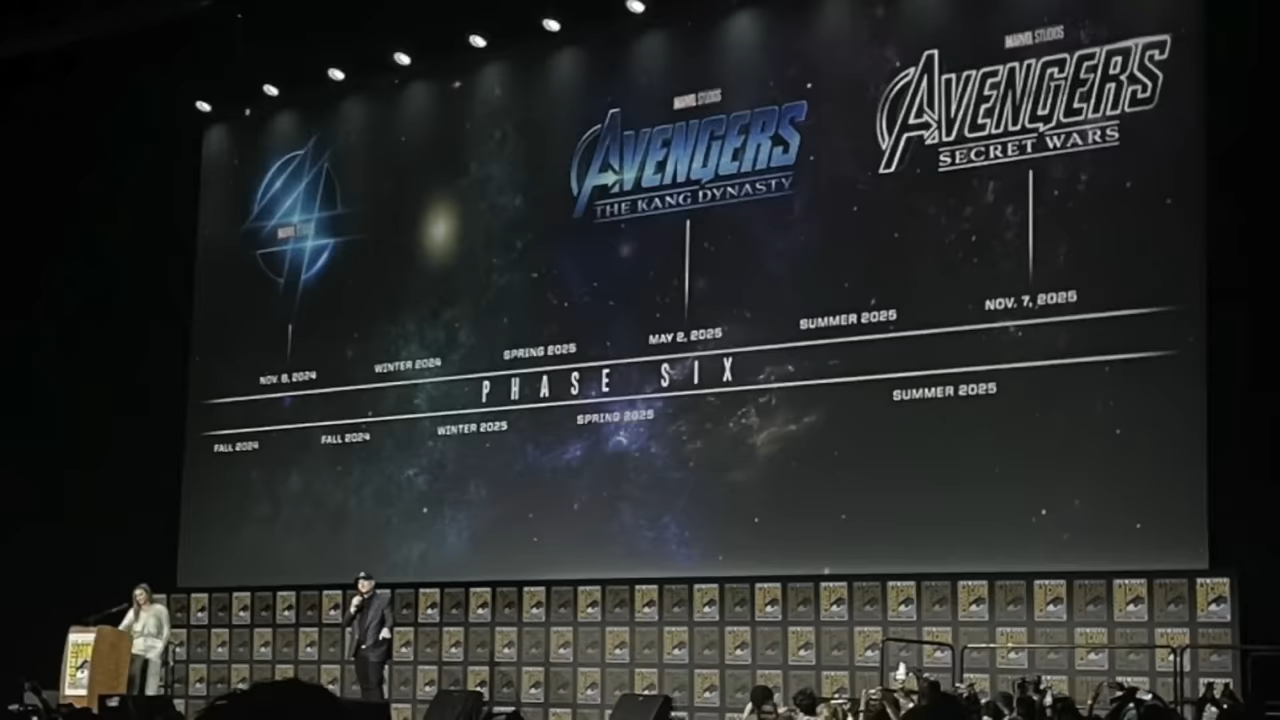 MARVEL STUDIOS
AVENGERS
SECRET WARS
MARVEL STUDIOS
AVENGERS
THE KANG DYNASTY
4
NOV. 8, 2024
WINTER 2024
SPRING 2025
MAY 2, 2025
SUMMER 2025
NOV. 7, 2025
PHASE SIX
FALL 2024
FALL 2024
WINTER 2025
SPRING 2025
SUMMER 2025